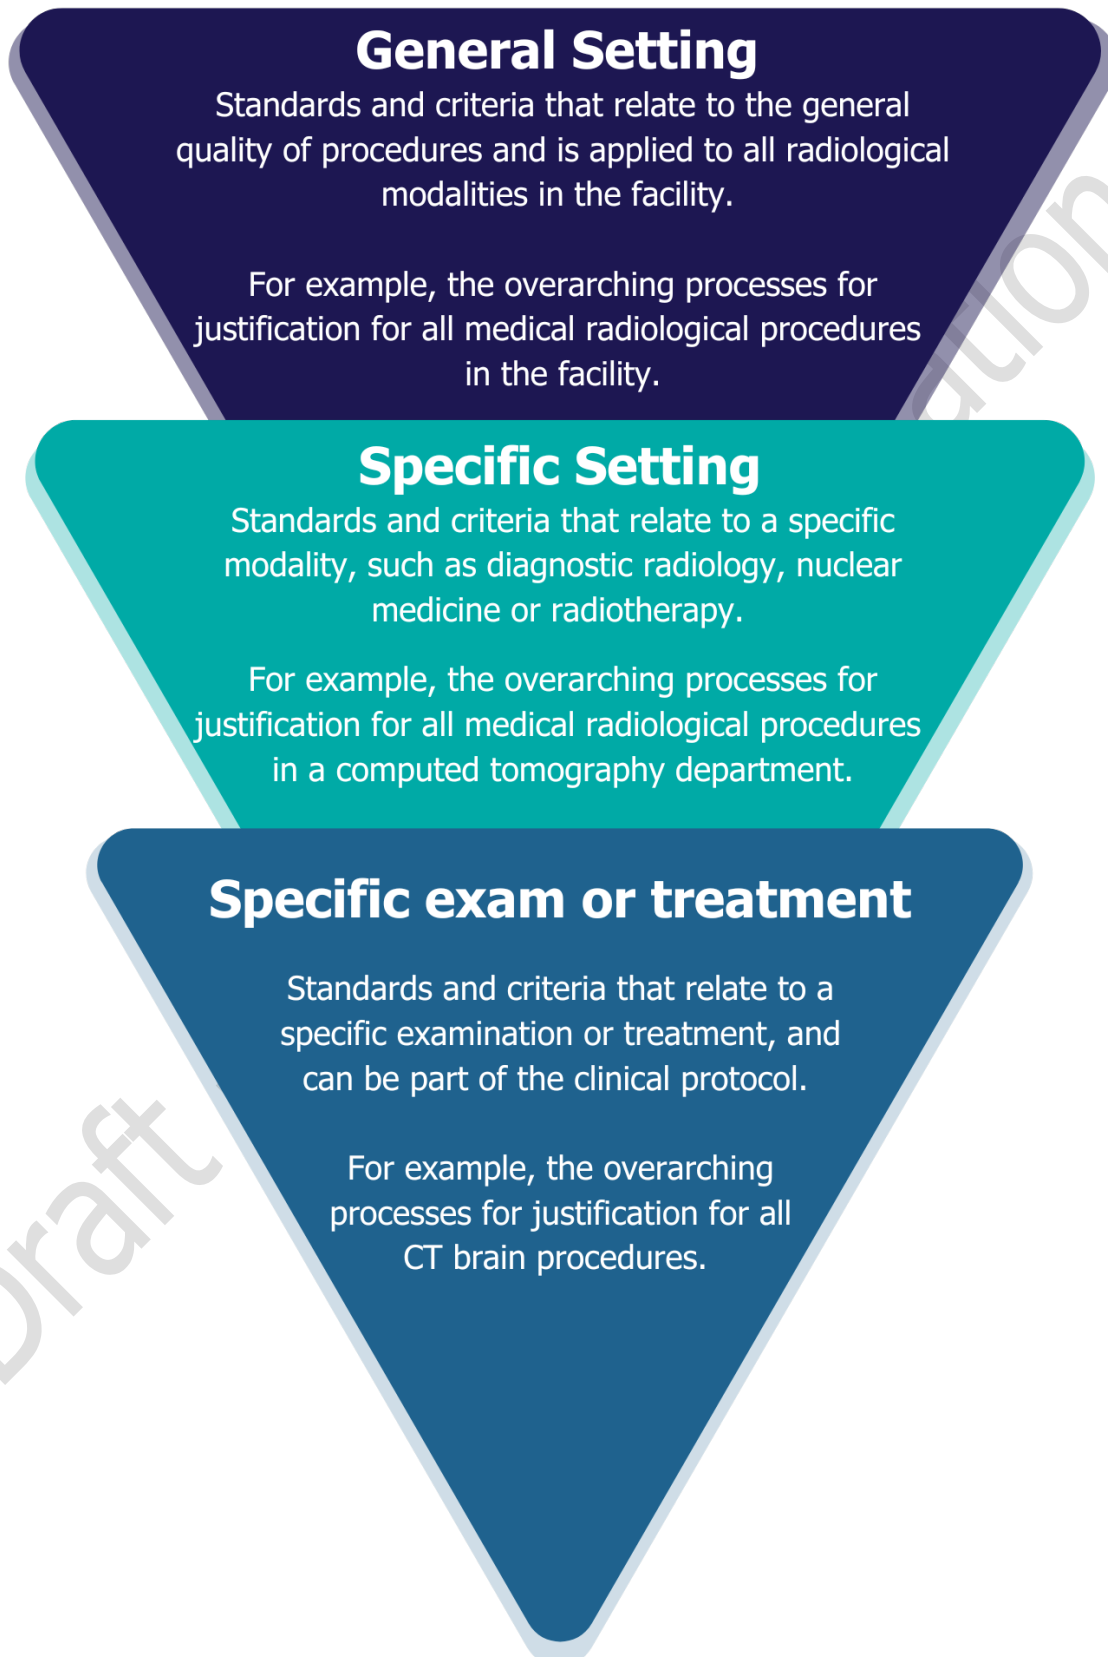 General Setting
Standards and criteria that relate to the general
quality of procedures and is applied to all radiological
modalities in the facility.
For example, the overarching processes for
justification for all medical radiological procedures
in the facility.
Specific Setting
Standards and criteria that relate to a specific
modality, such as diagnostic radiology, nuclear
medicine or radiotherapy.
For example, the overarching processes for
justification for all medical radiological procedures
in a computed tomography department.
Specific exam or treatment
Standards and criteria that relate to a
specific examination or treatment, and
can be part of the clinical protocol.
For example, the overarching
processes for justification for all
CT brain procedures.
Draft